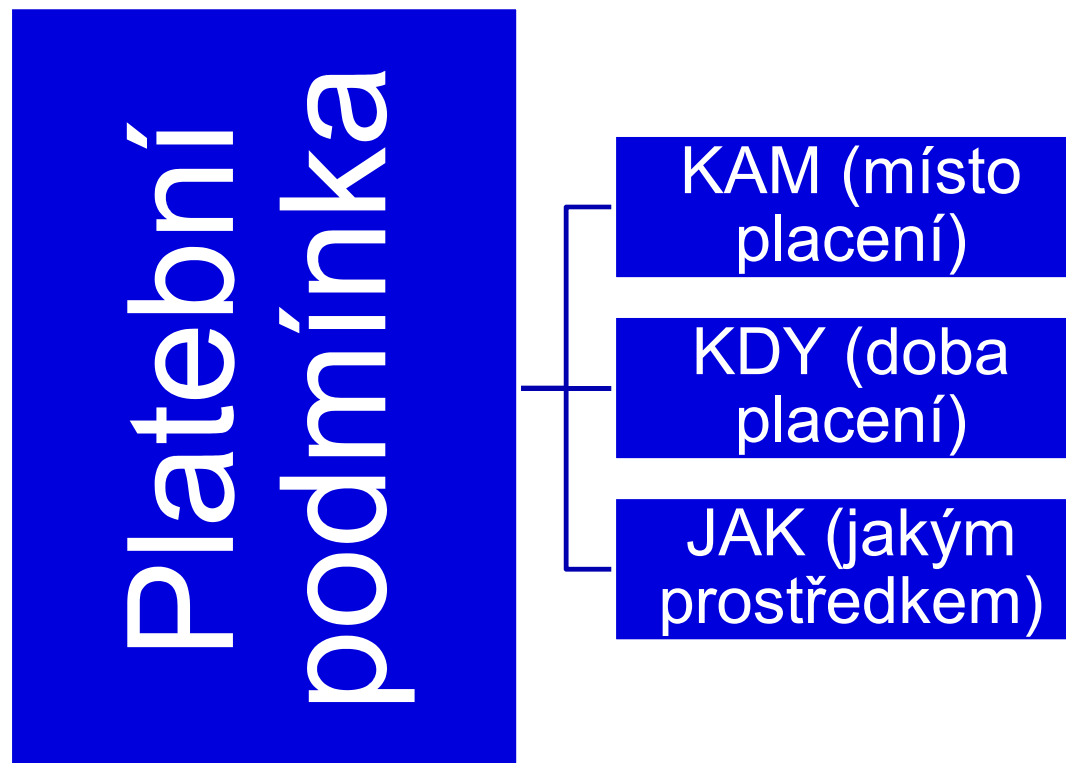 Platební
podmínka
KAM (místo
placení)
KDY (doba
placení)
JAK (jakým
prostředkem)